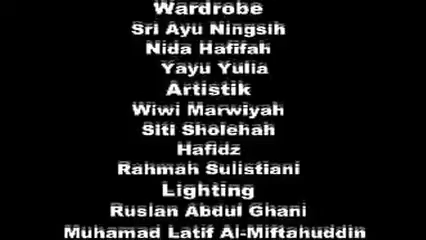 Wardrobe
Sri Ayu Ningsih
Nida Hafifah
Yayu Yulia
Artistik
Wiwi Marwiyah
Siti Sholehah
Hafidz
Rahmah Sulistiani
Lighting
Ruslan Abdul Ghani
Muhamad Latif Al-Miftahuddin